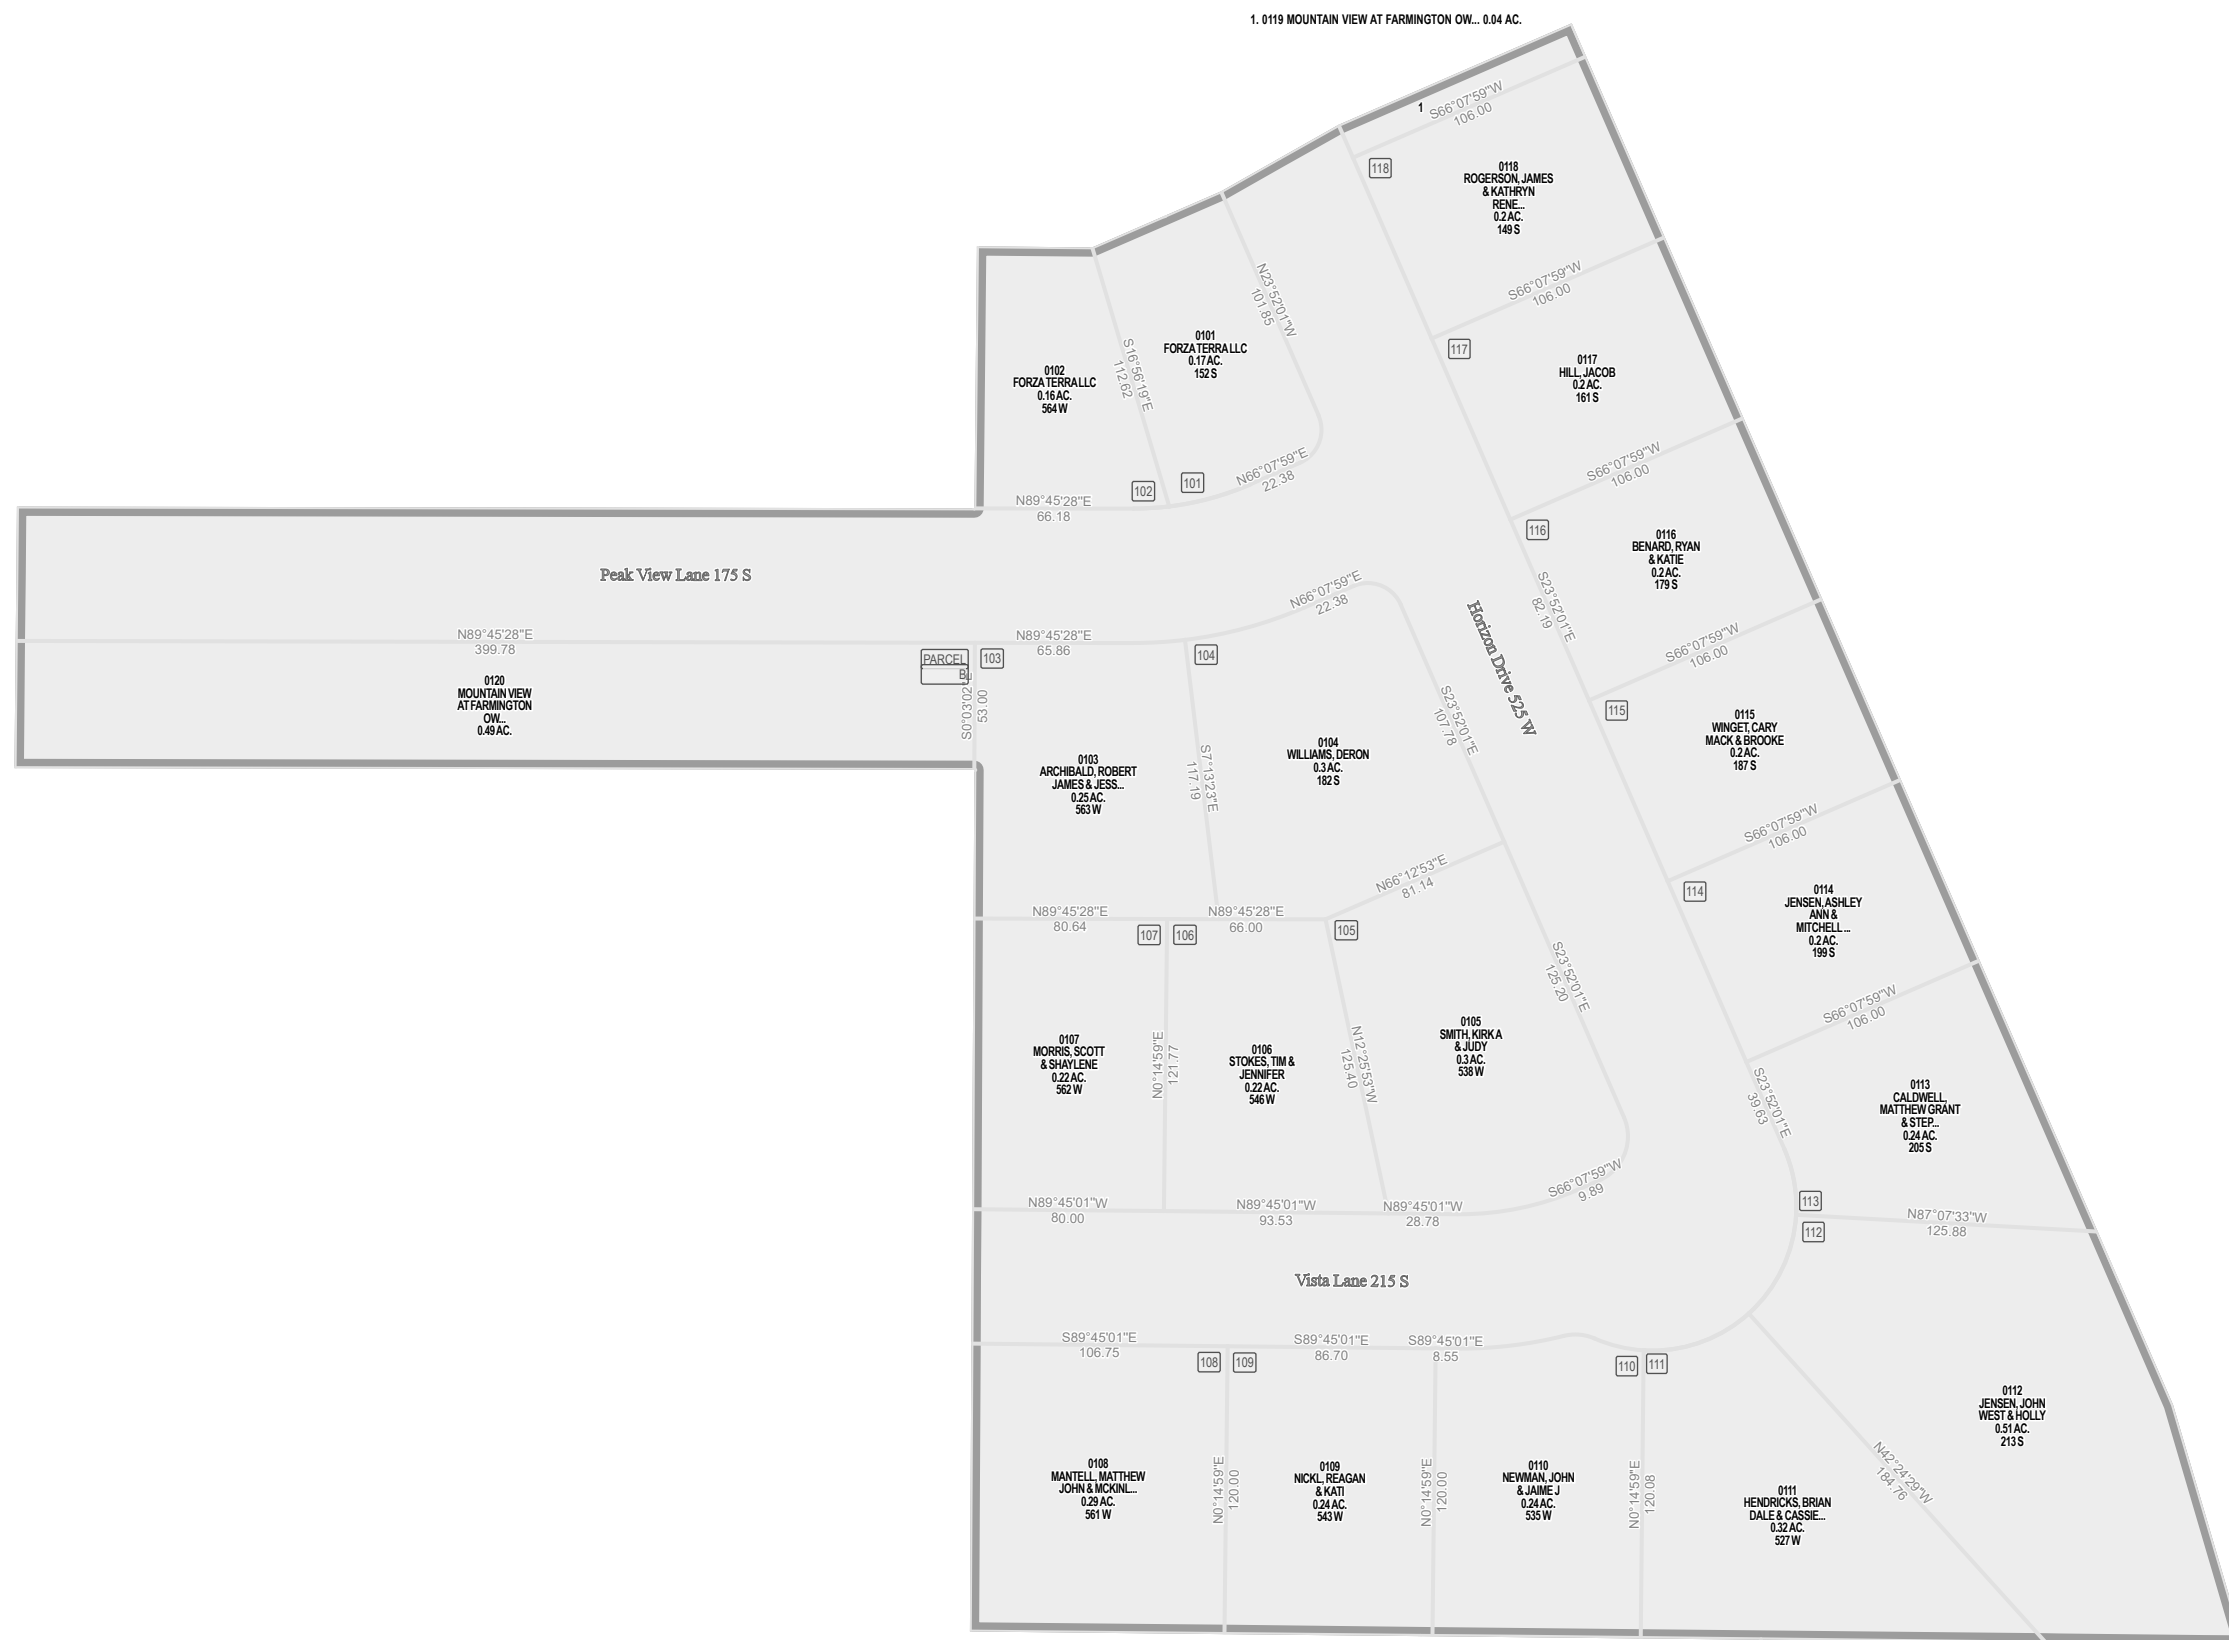 1. 0119 MOUNTAIN VIEW AT FARMINGTON OW... 0.04 AC.
1
S66°07'59"W
106.00
118
0118
ROGERSON, JAMES
& KATHRYN
RENE...
0.2 AC.
149 S
S66°07'59"W
106.00
117
0117
HILL, JACOB
0.2 AC.
161 S
N23°52'01"W
101.85
0101
FORZA TERRA LLC
0.17 AC.
152 S
S16°56'19"E
112.62
0102
FORZA TERRA LLC
0.16 AC.
564 W
102
101
N66°07'59"E
22.38
N89°45'28"E
66.18
S66°07'59"W
106.00
116
0116
BENARD, RYAN
& KATIE
0.2 AC.
179 S
S23°52'01"E
82.19
Peak View Lane 175 S
N66°07'59"E
22.38
Horizon Drive 525 W
N89°45'28"E
399.78
N89°45'28"E
65.86
PARCEL
B
103
104
0120
MOUNTAIN VIEW
AT FARMINGTON
OW...
0.49 AC.
S0°03'02"E
53.00
S66°07'59"W
106.00
115
0115
WINGET, CARY
MACK & BROOKE
0.2 AC.
187 S
S23°52'01"E
107.78
0103
ARCHIBALD, ROBERT
JAMES & JESS...
0.25 AC.
563 W
S7°13'23"E
117.19
0104
WILLIAMS, DERON
0.3 AC.
182 S
S66°07'59"W
106.00
114
0114
JENSEN, ASHLEY
ANN &
MITCHELL ...
0.2 AC.
199 S
N66°12'53"E
81.14
N89°45'28"E
80.64
N89°45'28"E
66.00
107
106
105
S23°52'01"E
125.20
S66°07'59"W
106.00
0107
MORRIS, SCOTT
& SHAYLENE
0.22 AC.
562 W
N0°14'59"E
121.77
0106
STOKES, TIM &
JENNIFER
0.22 AC.
546 W
N12°25'53"W
125.40
0105
SMITH, KIRK A
& JUDY
0.3 AC.
538 W
S23°52'01"E
39.63
0113
CALDWELL,
MATTHEW GRANT
& STEP...
0.24 AC.
205 S
N89°45'01"W
80.00
N89°45'01"W
93.53
N89°45'01"W
28.78
S66°07'59"W
9.89
113
112
N87°07'33"W
125.88
Vista Lane 215 S
S89°45'01"E
106.75
S89°45'01"E
86.70
S89°45'01"E
8.55
108
109
110
111
0112
JENSEN, JOHN
WEST & HOLLY
0.51 AC.
213 S
N42°24'29"W
184.76
0108
MANTELL, MATTHEW
JOHN & MCKINL...
0.29 AC.
561 W
N0°14'59"E
120.00
0109
NICKL, REAGAN
& KATI
0.24 AC.
543 W
N0°14'59"E
120.00
0110
NEWMAN, JOHN
& JAIME J
0.24 AC.
535 W
N0°14'59"E
120.08
0111
HENDRICKS, BRIAN
DALE & CASSIE...
0.32 AC.
527 W